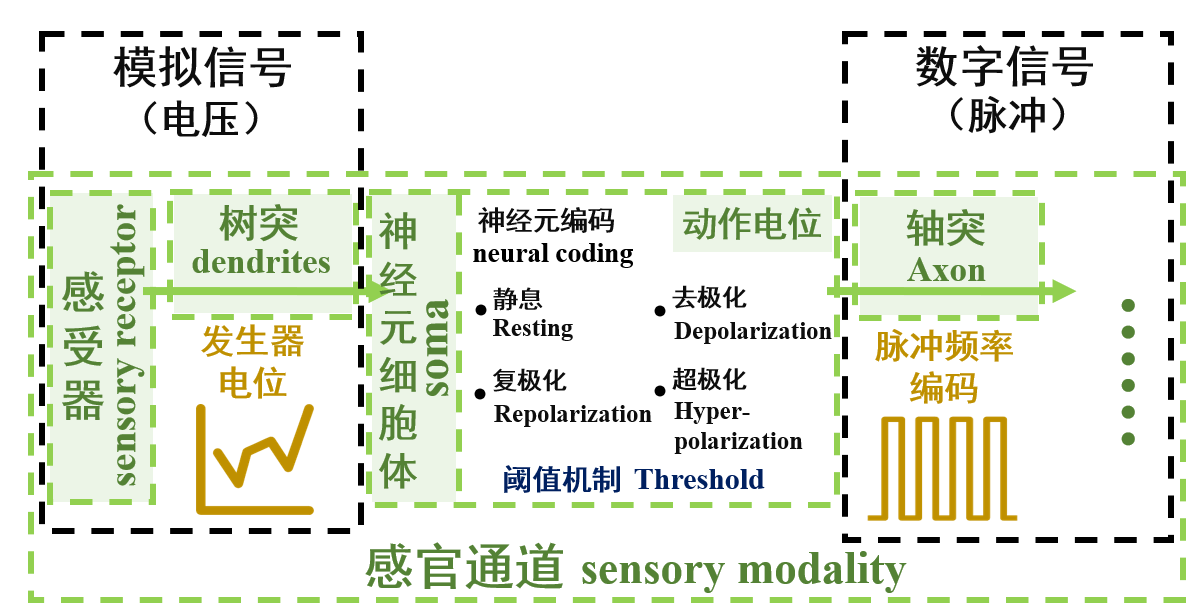 模拟信号
（电压）
数字信号
（脉冲）
感受器
sensory receptor
树突
dendrites
发生器
电位
神经元细胞体
soma
神经元编码
neural coding
动作电位
• 静息
Resting
• 去极化
Depolarization
• 复极化
Repolarization
• 超极化
Hyper-
polarization
阈值机制 Threshold
轴突
Axon
脉冲频率
编码
感官通道 sensory modality